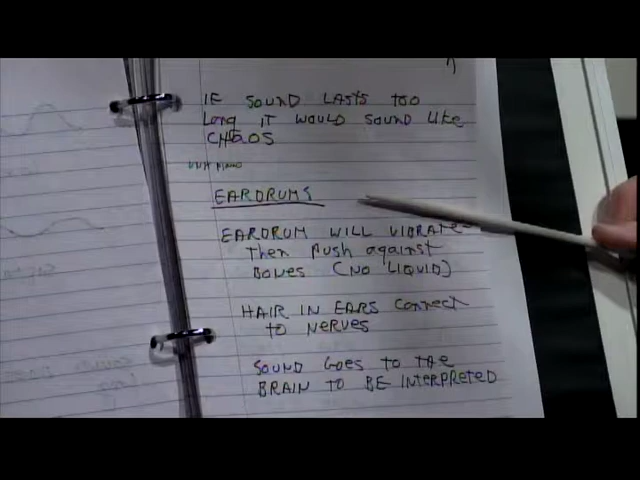 IF SOUND LASTS TOO
Long IT WOULD SOUND LIKE
CHAOS
EARDRUMS
EARDRUM WILL VIBRATE
Then Push against
BONES (NO LIQUID)
HAIR IN EARS CONNECT
to NERVES
SOUND GOES TO THE
BRAIN TO BE INTERPRETED